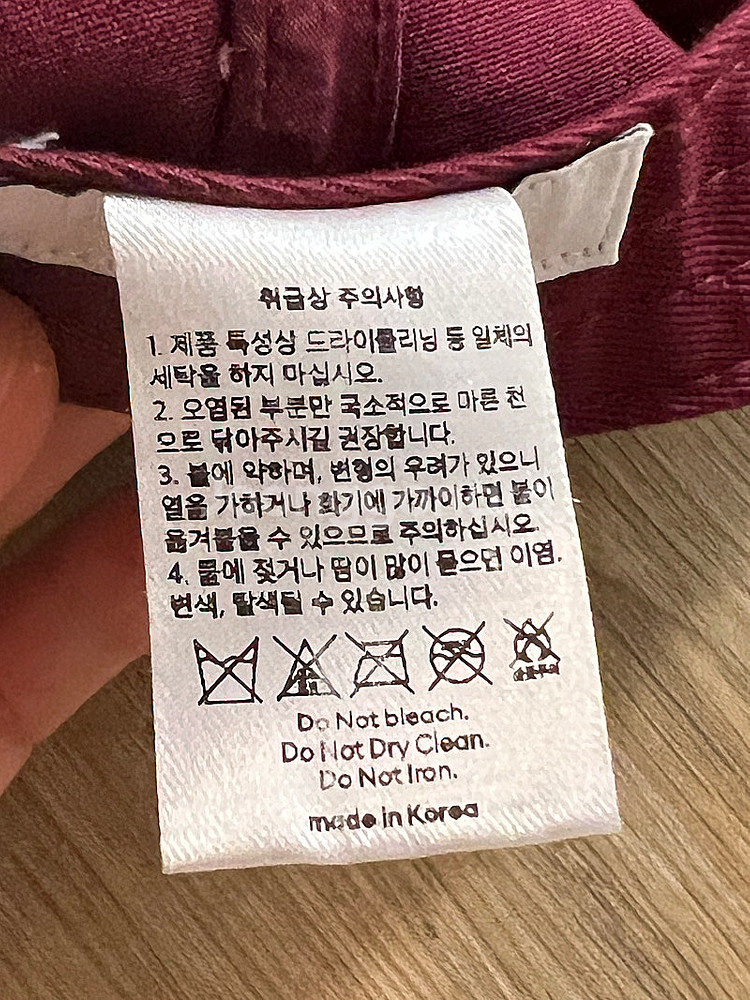 취급상 주의사항
1. 제품 특성상 드라이클리닝 등 일체의
세탁을 하지 마십시오.
2. 오염된 부분만 국소적으로 마른 천
으로 닦아주시길 권장합니다.
3. 불에 약하며, 변형의 우려가 있으니
열을 가하거나 화기에 가까이하면 불이
옮겨붙을 수 있으므로 주의하십시오.
4. 물에 젖거나 땀이 많이 묻으면 이염,
변색, 탈색될 수 있습니다.
Do Not bleach.
Do Not Dry Clean.
Do Not Iron.
made in Korea